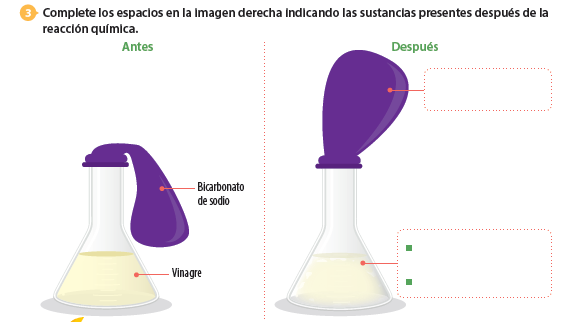 3 Complete los espacios en la imagen derecha indicando las sustancias presentes después de la
reacción química.
Antes
Después
Bicarbonato
de sodio
Vinagre